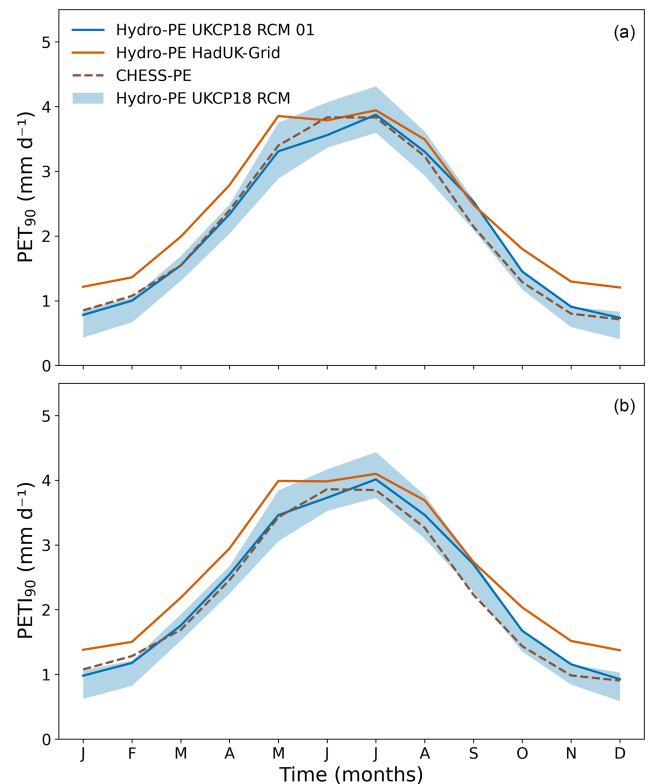 (a)
Hydro-PE UKCP18 RCM 01
Hydro-PE HadUK-Grid
CHESS-PE
Hydro-PE UKCP18 RCM
5
4
3
2
1
0
PET₉₀ (mm d⁻¹)
(b)
5
4
3
2
1
0
PETI₉₀ (mm d⁻¹)
J F M A M J J A S O N D
Time (months)